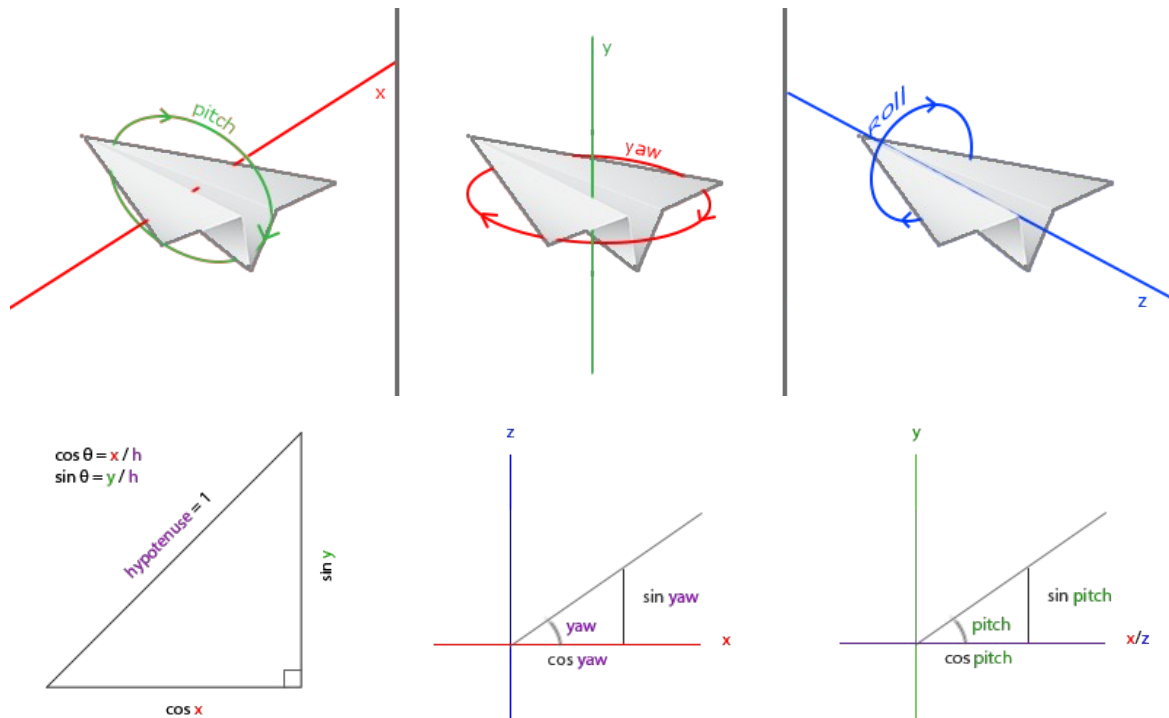 pitch
x
y
yaw
Roll
z
cos θ = x / h
sin θ = y / h
hypotenuse = 1
sin y
cos x
z
sin yaw
yaw
x
cos yaw
y
sin pitch
pitch
x/z
cos pitch